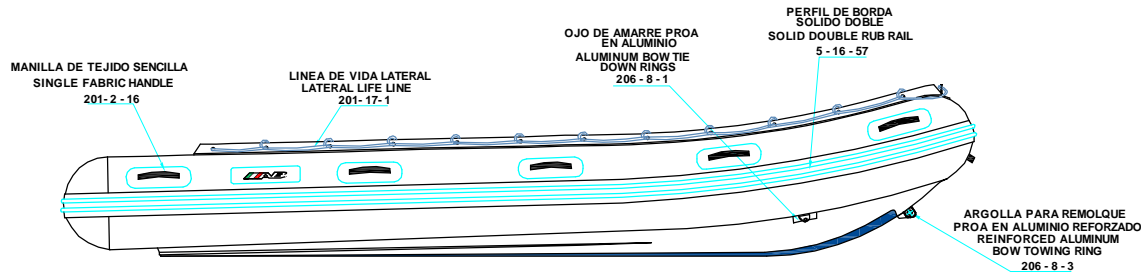 MANILLA DE TEJIDO SENCILLA
SINGLE FABRIC HANDLE
201- 2 - 16
LINEA DE VIDA LATERAL
LATERAL LIFE LINE
201- 17- 1
OJO DE AMARRE PROA
EN ALUMINIO
ALUMINUM BOW TIE
DOWN RINGS
206 - 8 - 1
PERFIL DE BORDA
SOLIDO DOBLE
SOLID DOUBLE RUB RAIL
5 - 16 - 57
ARGOLLA PARA REMOLQUE
PROA EN ALUMINIO REFORZADO
REINFORCED ALUMINUM
BOW TOWING RING
206 - 8 - 3